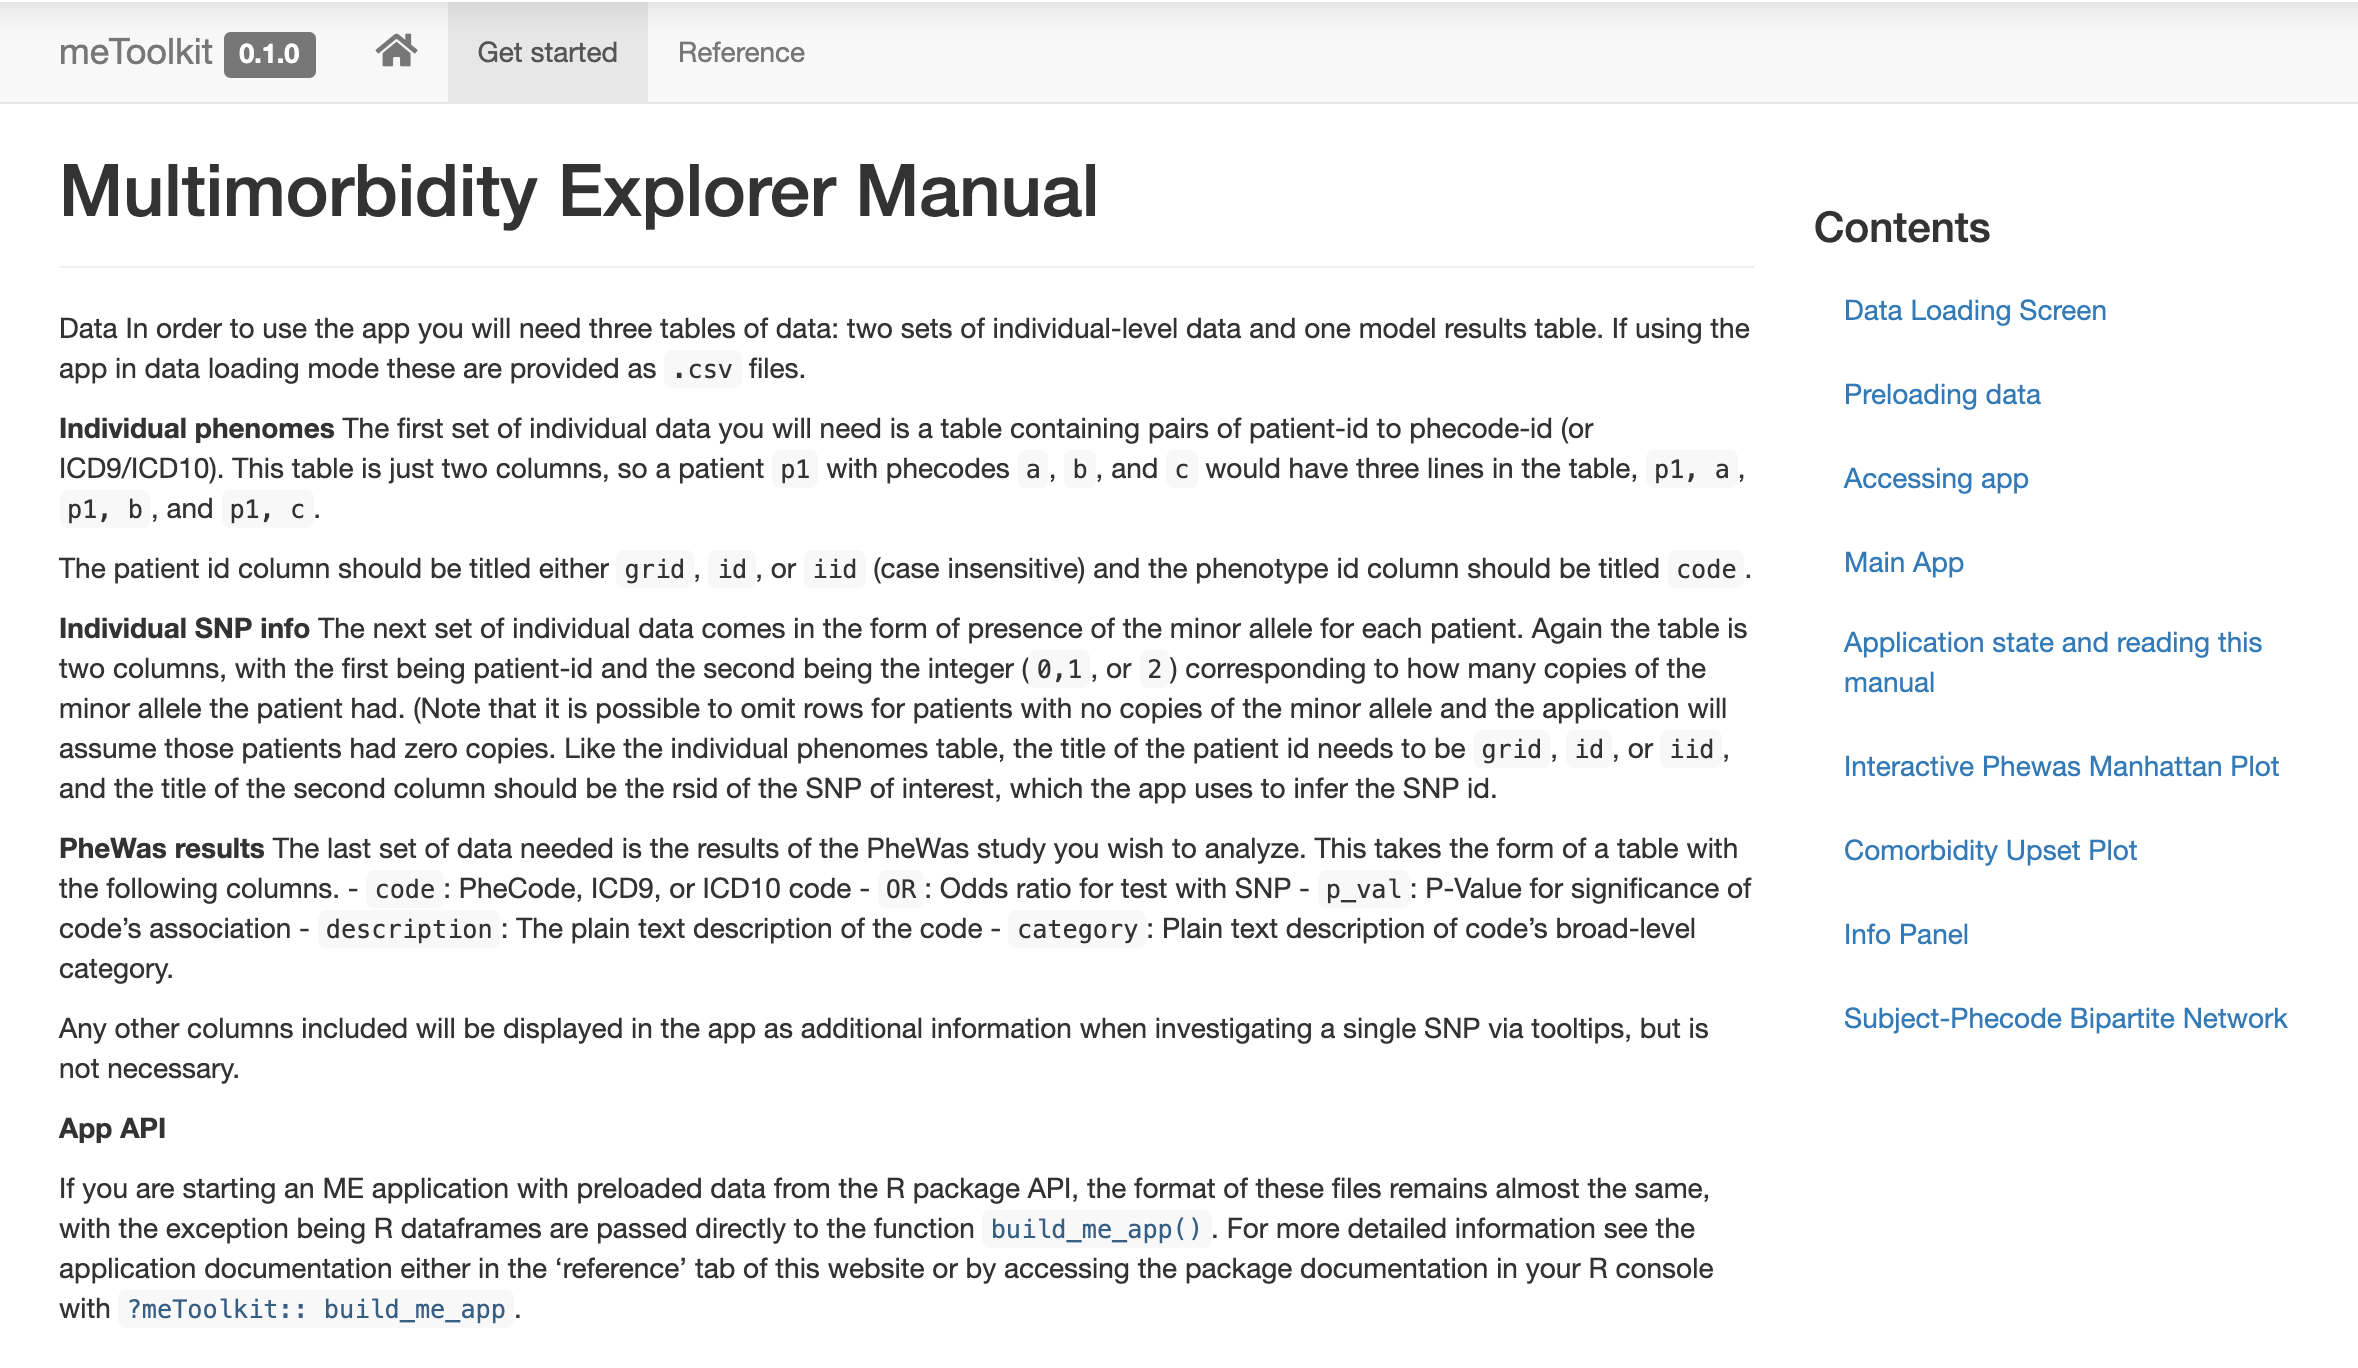 meToolkit 0.1.0 Get started Reference
Multimorbidity Explorer Manual
Data In order to use the app you will need three tables of data: two sets of individual-level data and one model results table. If using the
app in data loading mode these are provided as .csv files.
Individual phenomes The first set of individual data you will need is a table containing pairs of patient-id to phecode-id (or
ICD9/ICD10). This table is just two columns, so a patient p1 with phecodes a, b, and c would have three lines in the table, p1, a,
p1, b, and p1, c.
The patient id column should be titled either grid, id, or iid (case insensitive) and the phenotype id column should be titled code.
Individual SNP info The next set of individual data comes in the form of presence of the minor allele for each patient. Again the table is
two columns, with the first being patient-id and the second being the integer (0,1, or 2) corresponding to how many copies of the
minor allele the patient had. (Note that it is possible to omit rows for patients with no copies of the minor allele and the application will
assume those patients had zero copies. Like the individual phenomes table, the title of the patient id needs to be grid, id, or iid,
and the title of the second column should be the rsid of the SNP of interest, which the app uses to infer the SNP id.
PheWas results The last set of data needed is the results of the PheWas study you wish to analyze. This takes the form of a table with
the following columns. - code: PheCode, ICD9, or ICD10 code - OR: Odds ratio for test with SNP - p_val: P-Value for significance of
code’s association - description: The plain text description of the code - category: Plain text description of code’s broad-level
category.
Any other columns included will be displayed in the app as additional information when investigating a single SNP via tooltips, but is
not necessary.
App API
If you are starting an ME application with preloaded data from the R package API, the format of these files remains almost the same,
with the exception being R dataframes are passed directly to the function build_me_app(). For more detailed information see the
application documentation either in the ‘reference’ tab of this website or by accessing the package documentation in your R console
with ?meToolkit:: build_me_app.
Contents
Data Loading Screen
Preloading data
Accessing app
Main App
Application state and reading this
manual
Interactive Phewas Manhattan Plot
Comorbidity Upset Plot
Info Panel
Subject-Phecode Bipartite Network